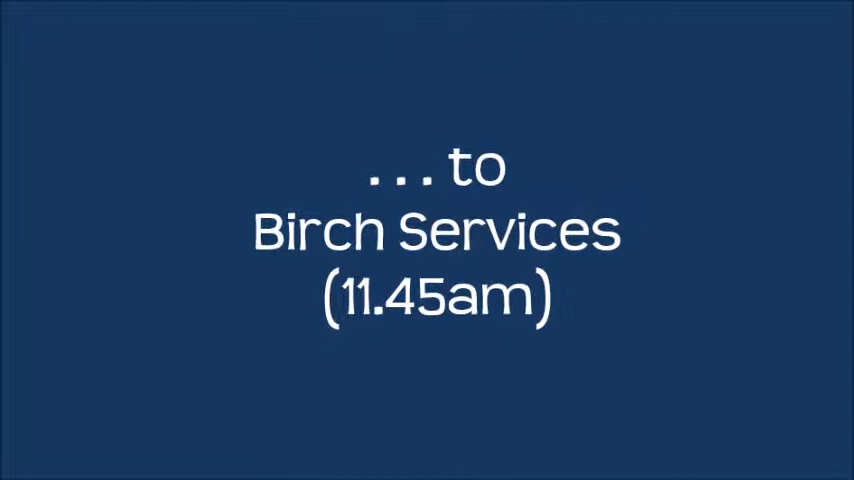 ... to
Birch Services
(11.45am)